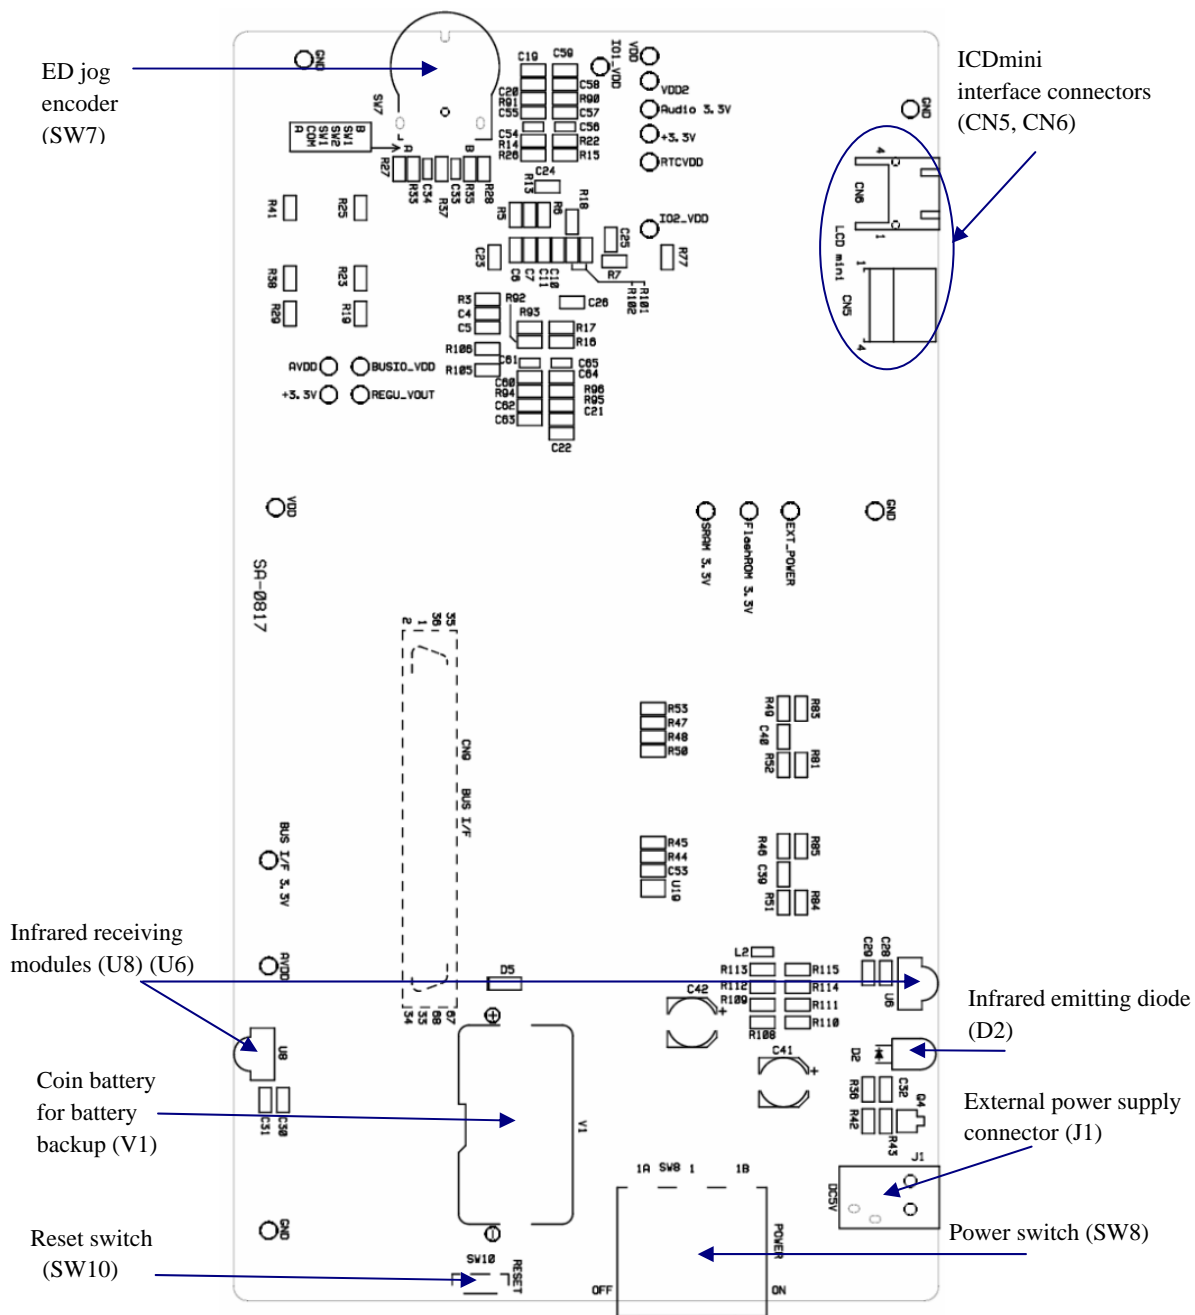 ED jog
encoder
(SW7)
ICDmini
interface connectors
(CN5, CN6)
GND
SW7
A
COM
SW1
SW2
SW1
B
A
B
C19
C59
C20
R91
C55
C58
R90
C57
C54
R14
R26
C56
R22
R15
IO1_VDD
VDD
VDD2
Audio 3.3V
+3.3V
RTCVDD
IO2_VDD
GND
R27
R33
C34
R37
C33
R35
R28
R13
C24
R5
R6
R18
C25
R7
R77
C23
C6
C7
C11
C10
R101
R102
C26
R41
R25
R38
R23
R29
R19
R3
C4
C5
R92
R93
R17
R16
R106
R105
C61
C60
R94
C62
C63
C65
C64
R96
R95
C21
C22
AVDD
BUSIO_VDD
+3.3V
REGU_VOUT
4
CN6
1
LCD mini
1
CN5
4
VDD
SRAM 3.3V
FlashROM 3.3V
EXT_POWER
GND
SA-0817
2
1
36
35
CN9
BUS I/F
34
33
68
67
R53
R47
R48
R50
R49
R83
C40
R52
R81
R45
R44
C53
U19
R46
R85
C39
R51
R84
BUS I/F 3.3V
AVDD
Infrared receiving
modules (U8) (U6)
D5
L2
R113
R112
R109
R108
R115
R114
R111
R110
C42
+
C41
+
C29
C28
U6
Infrared emitting diode
(D2)
D2
U8
C31
C30
Coin battery
for battery
backup (V1)
+
V1
-
R36
C32
Q4
R42
R43
External power supply
connector (J1)
J1
DC5V
1A
SW8
1
1B
Power switch (SW8)
POWER
OFF
ON
GND
Reset switch
(SW10)
SW10
RESET